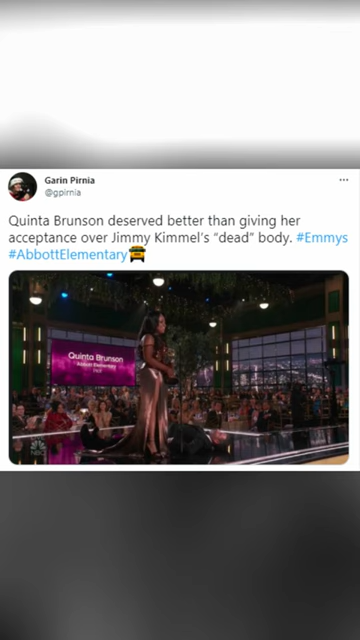 Garin Pirnia
@gpirnia
Quinta Brunson deserved better than giving her
acceptance over Jimmy Kimmel's “dead” body. #Emmys
#AbbottElementary
Quinta Brunson
Abbott Elementary
NBC